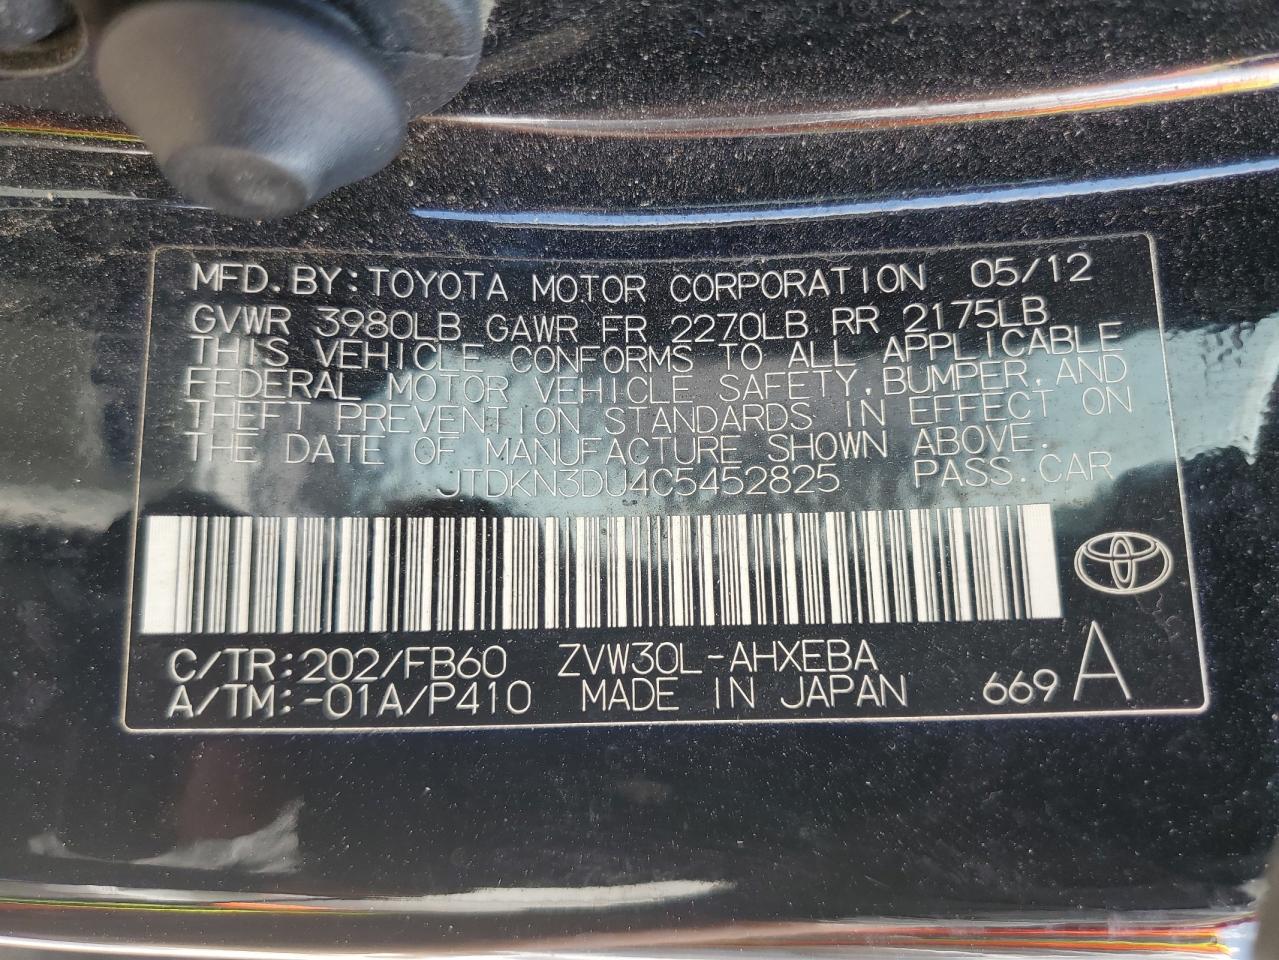 MFD.BY:TOYOTA MOTOR CORPORATION 05/12
GVWR 3980LB GAWR FR 2270LB RR 2175LB
THIS VEHICLE CONFORMS TO ALL APPLICABLE
FEDERAL MOTOR VEHICLE SAFETY,BUMPER,AND
THEFT PREVENTION STANDARDS IN EFFECT ON
THE DATE OF MANUFACTURE SHOWN ABOVE.
JTDKN3DU4C5452825 PASS.CAR
C/TR:202/FB60 ZVW30L-AHXEBA
A/TM:-01A/P410 MADE IN JAPAN 669 A